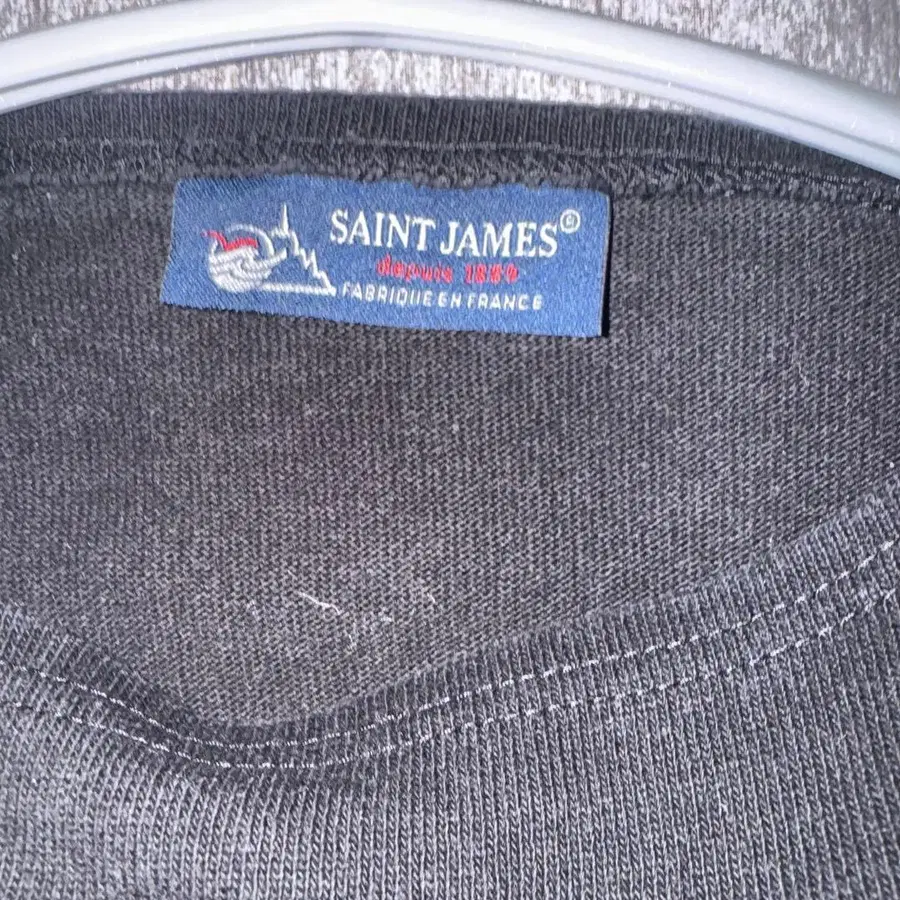 SAINT JAMES®
depuis 1889
FABRIQUE EN FRANCE